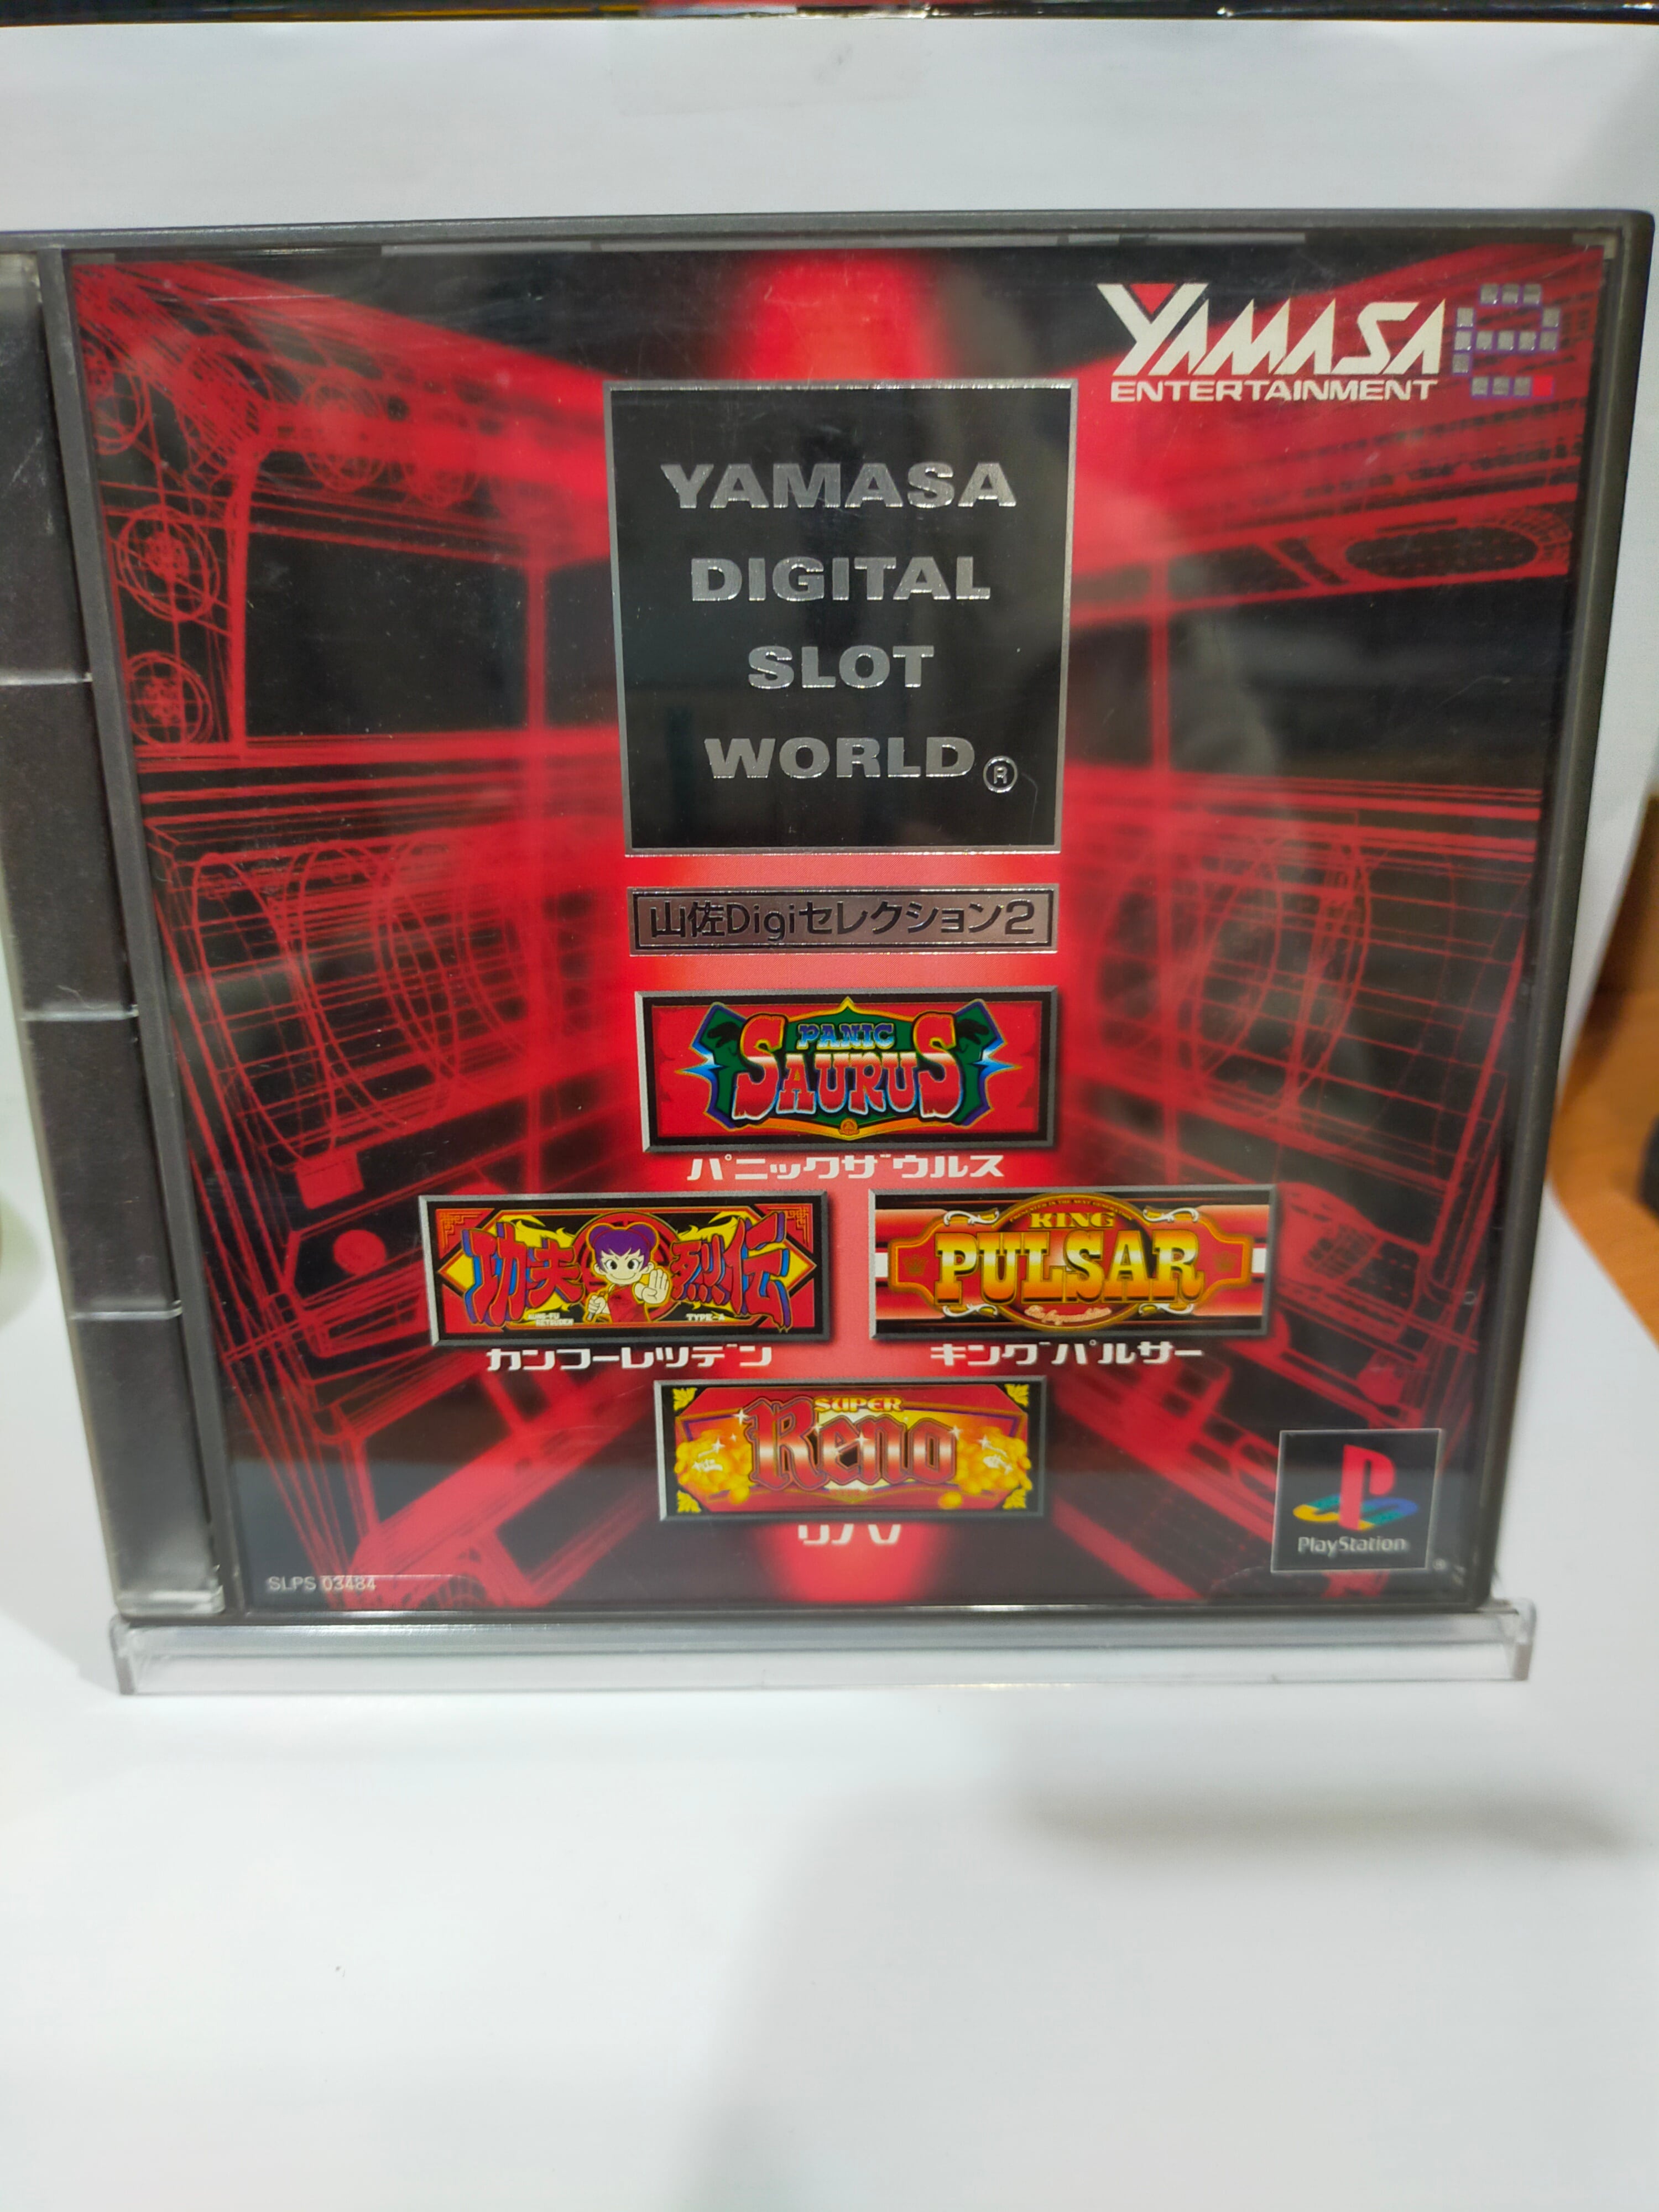 YAMASA
ENTERTAINMENT
YAMASA
DIGITAL
SLOT
WORLD®
山佐Digiセレクション2
PANIC
SAURUS
パニックザウルス
功夫烈伝
TYPE-A
カンフーレツデン
KING
PULSAR
キングパルサー
SUPER
Reno
リノ
PlayStation
®
SLPS 03484